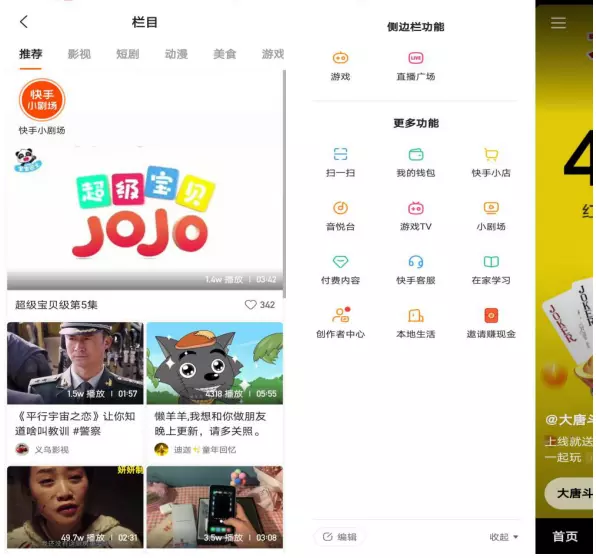 栏目
推荐 影视 短剧 动漫 美食 游戏
快手
小剧场
快手小剧场
超级宝贝
JOJO
1.4w 播放 | 03:42
超级宝贝级第5集
342
1.5w 播放 | 01:57
4318 播放 | 05:55
《平行宇宙之恋》让你知
道啥叫教训 #警察
义乌影视
懒羊羊,我想和你做朋友
晚上更新，请多关照。
迪迦⭐童年回忆
妍妍制
49.7w 播放 | 02:31
3.5w 播放 | 03:08
侧边栏功能
LIVE
游戏 直播广场
更多功能
扫一扫 我的钱包 快手小店
音悦台 游戏TV 小剧场
付费内容 快手客服 在家学习
创作者中心 本地生活 邀请赚现金
编辑
收起
4
JOKER
JOKER
@大唐斗
上线就送
一起玩
大唐斗
首页